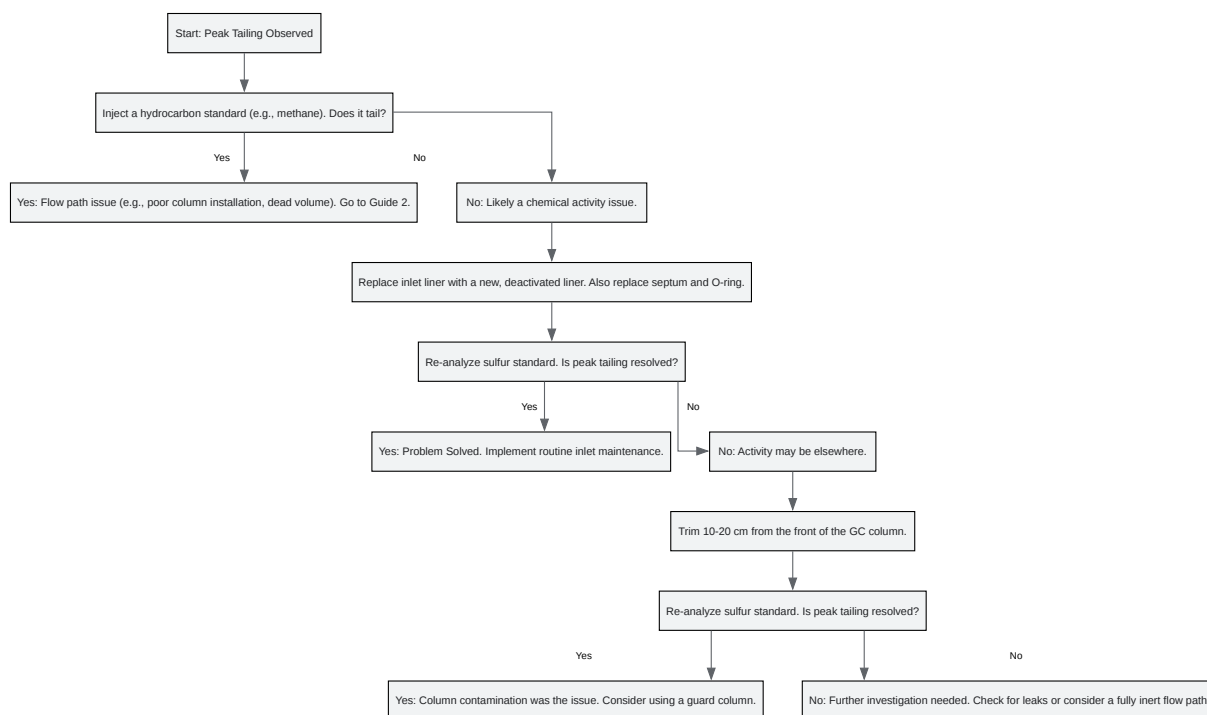 Start: Peak Tailing Observed
Inject a hydrocarbon standard (e.g., methane). Does it tail?
Yes
No
Yes: Flow path issue (e.g., poor column installation, dead volume). Go to Guide 2.
No: Likely a chemical activity issue.
Replace inlet liner with a new, deactivated liner. Also replace septum and O-ring.
Re-analyze sulfur standard. Is peak tailing resolved?
Yes
No
Yes: Problem Solved. Implement routine inlet maintenance.
No: Activity may be elsewhere.
Trim 10-20 cm from the front of the GC column.
Re-analyze sulfur standard. Is peak tailing resolved?
Yes
No
Yes: Column contamination was the issue. Consider using a guard column.
No: Further investigation needed. Check for leaks or consider a fully inert flow path